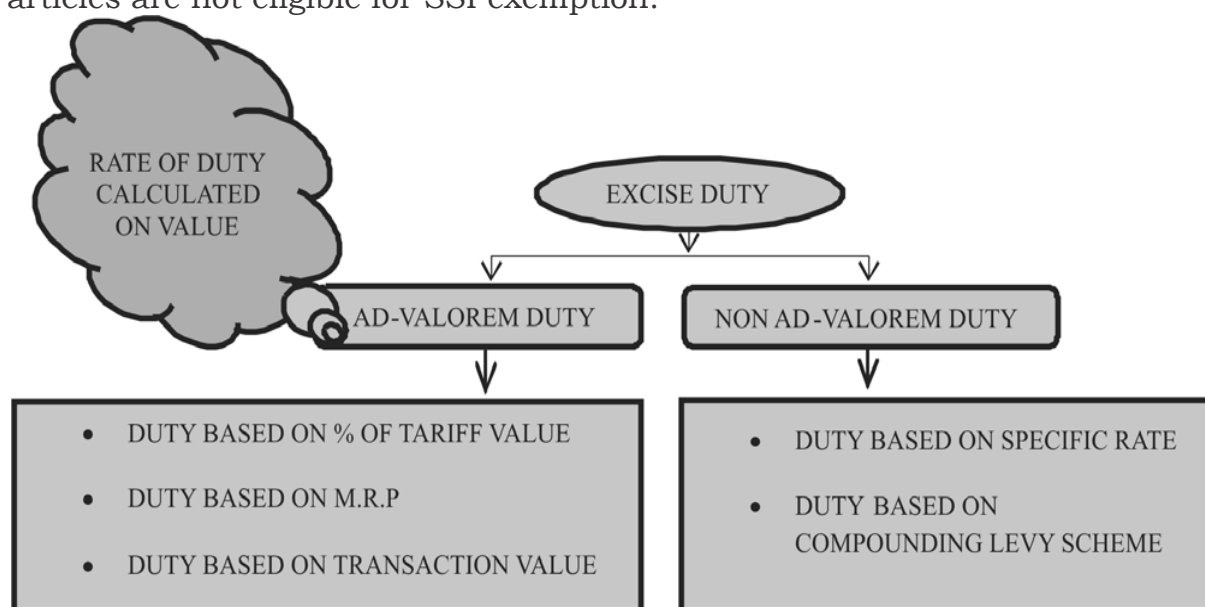 articles are not eligible for SSI exemption.
RATE OF DUTY
CALCULATED
ON VALUE
EXCISE DUTY
AD-VALOREM DUTY
NON AD-VALOREM DUTY
• DUTY BASED ON % OF TARIFF VALUE
• DUTY BASED ON M.R.P
• DUTY BASED ON TRANSACTION VALUE
• DUTY BASED ON SPECIFIC RATE
• DUTY BASED ON
COMPOUNDING LEVY SCHEME